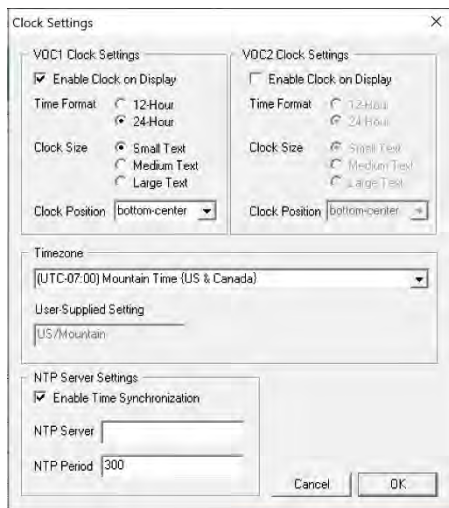 Clock Settings
VOC1 Clock Settings
Enable Clock on Display
Time Format
12-Hour
24-Hour
Clock Size
Small Text
Medium Text
Large Text
Clock Position
bottom-center
VOC2 Clock Settings
Enable Clock on Display
Time Format
12-Hour
24-Hour
Clock Size
Small Text
Medium Text
Large Text
Clock Position
bottom-center
Timezone
(UTC-07:00) Mountain Time (US & Canada)
User-Supplied Setting
US/Mountain
NTP Server Settings
Enable Time Synchronization
NTP Server
NTP Period
300
Cancel
OK